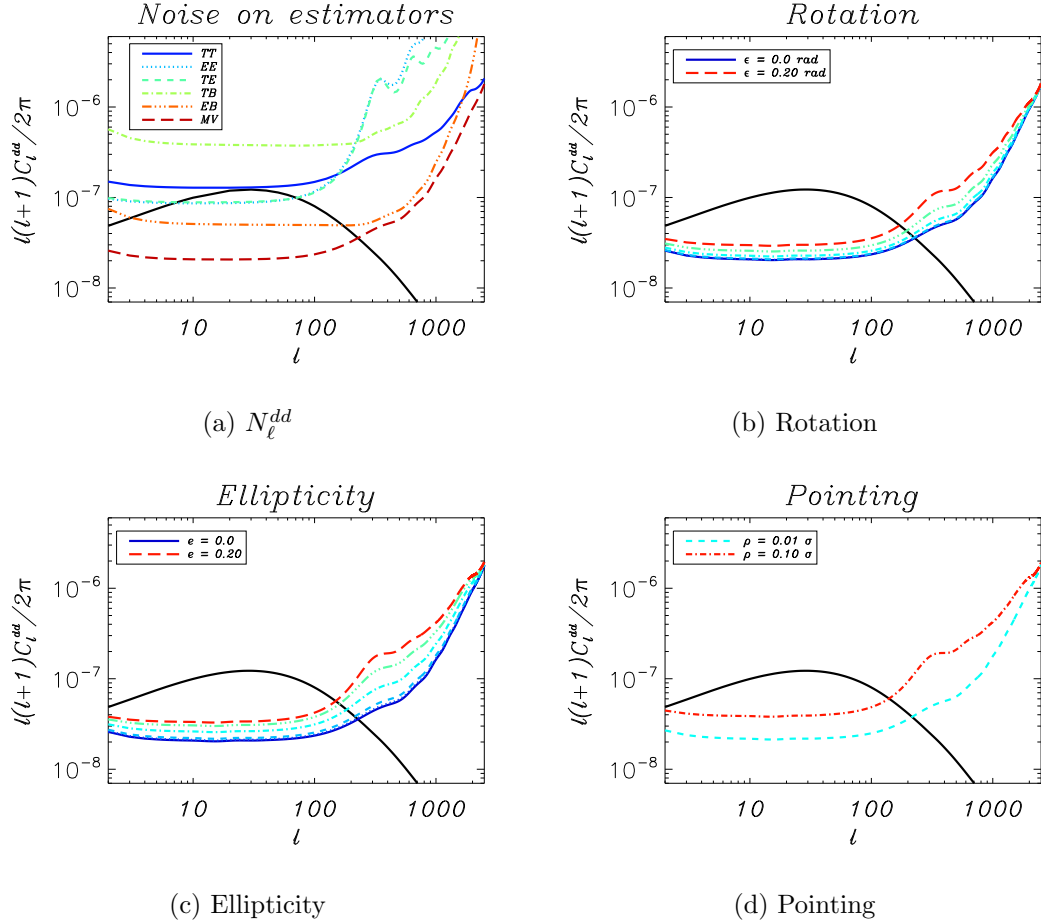 Noise on estimators
TT
EE
TE
TB
EB
MV
l(l+1)C_l^{dd}/2π
10^{-6}
10^{-7}
10^{-8}
10 100 1000
l
(a) N_ℓ^{dd}
Rotation
ϵ = 0.0 rad
ϵ = 0.20 rad
l(l+1)C_l^{dd}/2π
10^{-6}
10^{-7}
10^{-8}
10 100 1000
l
(b) Rotation
Ellipticity
e = 0.0
e = 0.20
l(l+1)C_l^{dd}/2π
10^{-6}
10^{-7}
10^{-8}
10 100 1000
l
(c) Ellipticity
Pointing
ρ = 0.01 σ
ρ = 0.10 σ
l(l+1)C_l^{dd}/2π
10^{-6}
10^{-7}
10^{-8}
10 100 1000
l
(d) Pointing